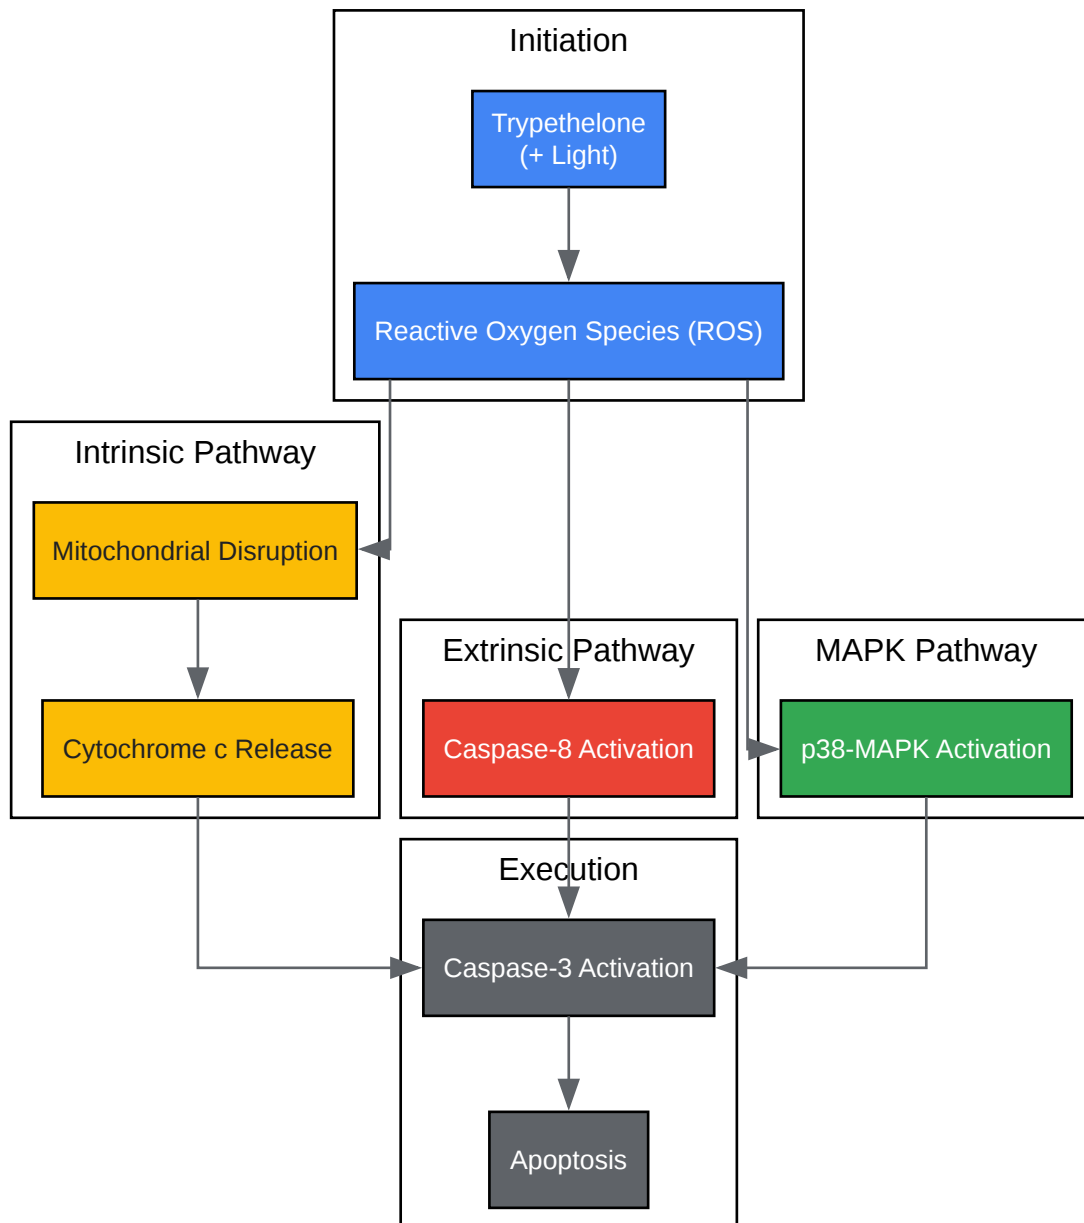 Initiation
Trypethelone
(+ Light)
Reactive Oxygen Species (ROS)
Intrinsic Pathway
Mitochondrial Disruption
Cytochrome c Release
Extrinsic Pathway
Caspase-8 Activation
MAPK Pathway
p38-MAPK Activation
Execution
Caspase-3 Activation
Apoptosis